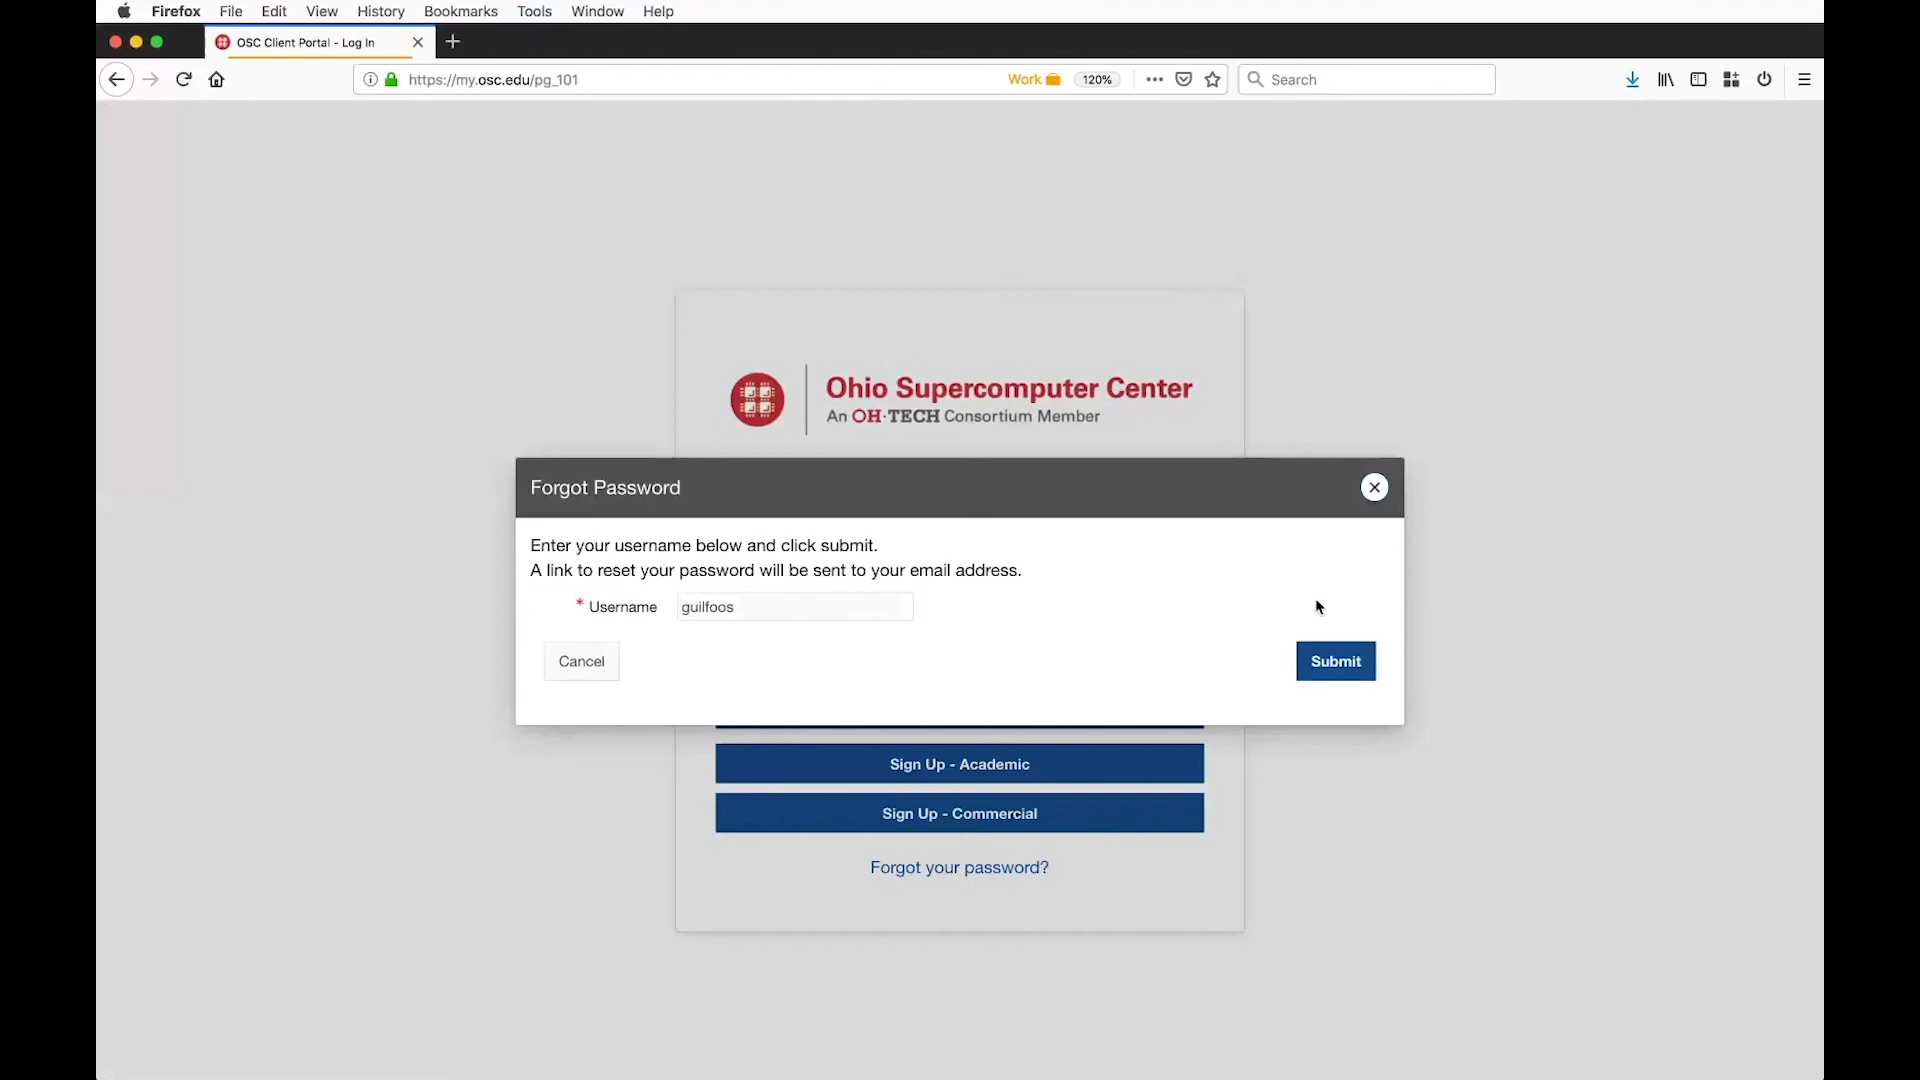 Firefox File Edit View History Bookmarks Tools Window Help
OSC Client Portal - Log In
https://my.osc.edu/pg_101 Work 120% Search
Ohio Supercomputer Center
An OH·TECH Consortium Member
Forgot Password
Enter your username below and click submit.
A link to reset your password will be sent to your email address.
* Username guilfoos
Cancel Submit
Sign Up - Academic
Sign Up - Commercial
Forgot your password?